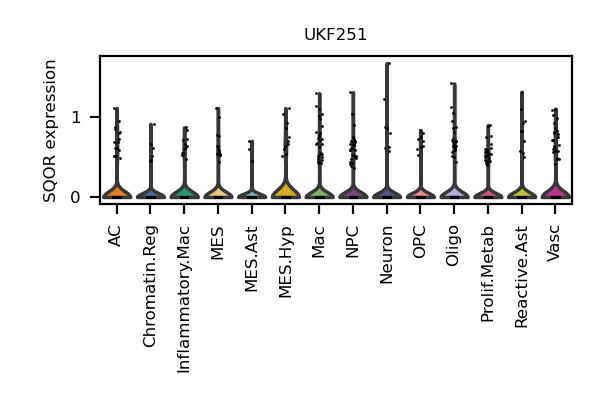 UKF251
SQOR expression
1
0
AC
Chromatin.Reg
Inflammatory.Mac
MES
MES.Ast
MES.Hyp
Mac
NPC
Neuron
OPC
Oligo
Prolif.Metab
Reactive.Ast
Vasc